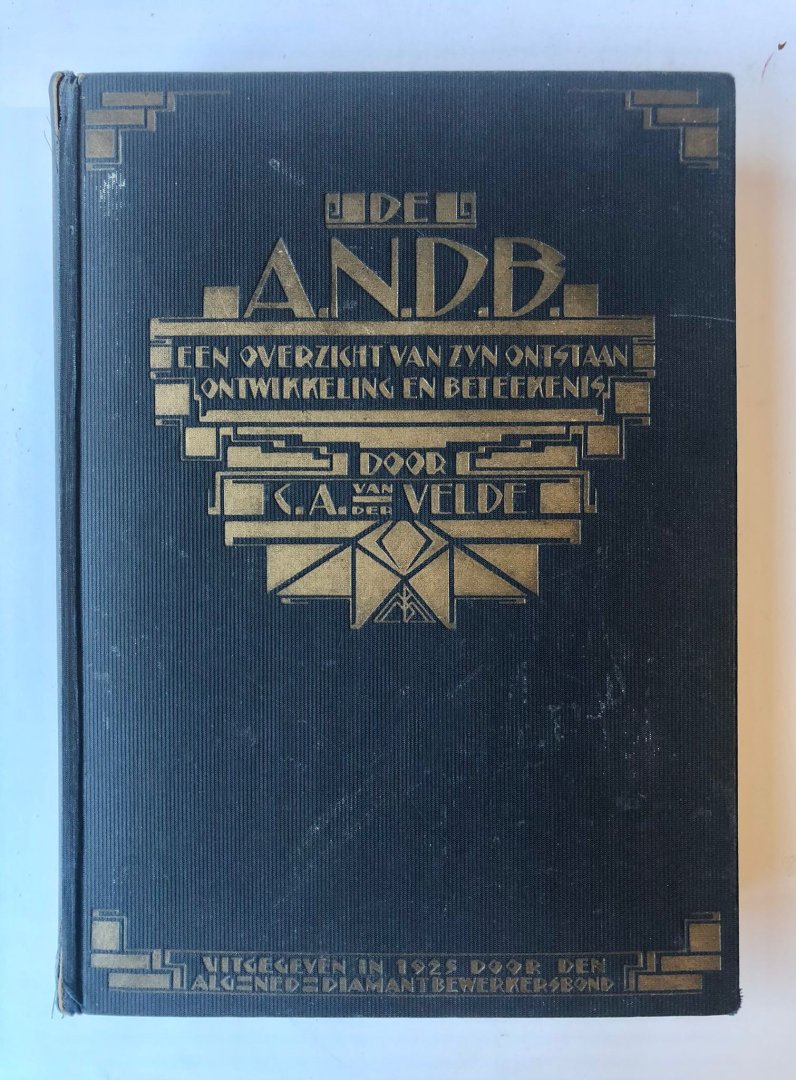 DE
A.N.D.B.
EEN OVERZICHT VAN ZYN ONTSTAAN
ONTWIKKELING EN BETEEKENIS
DOOR
C.A. VAN DER VELDE
UITGEGEVEN IN 1925 DOOR DEN
ALG=NED=DIAMANTBEWERKERSBOND